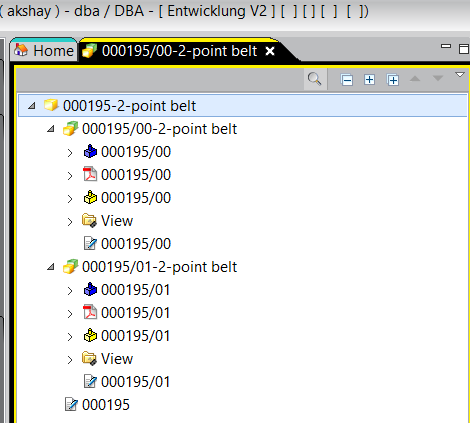 ( akshay ) - dba / DBA - [ Entwicklung V2 ] [  ] [ ] [  ]  [  ])
Home 000195/00-2-point belt
000195-2-point belt
000195/00-2-point belt
000195/00
000195/00
000195/00
View
000195/00
000195/01-2-point belt
000195/01
000195/01
000195/01
View
000195/01
000195